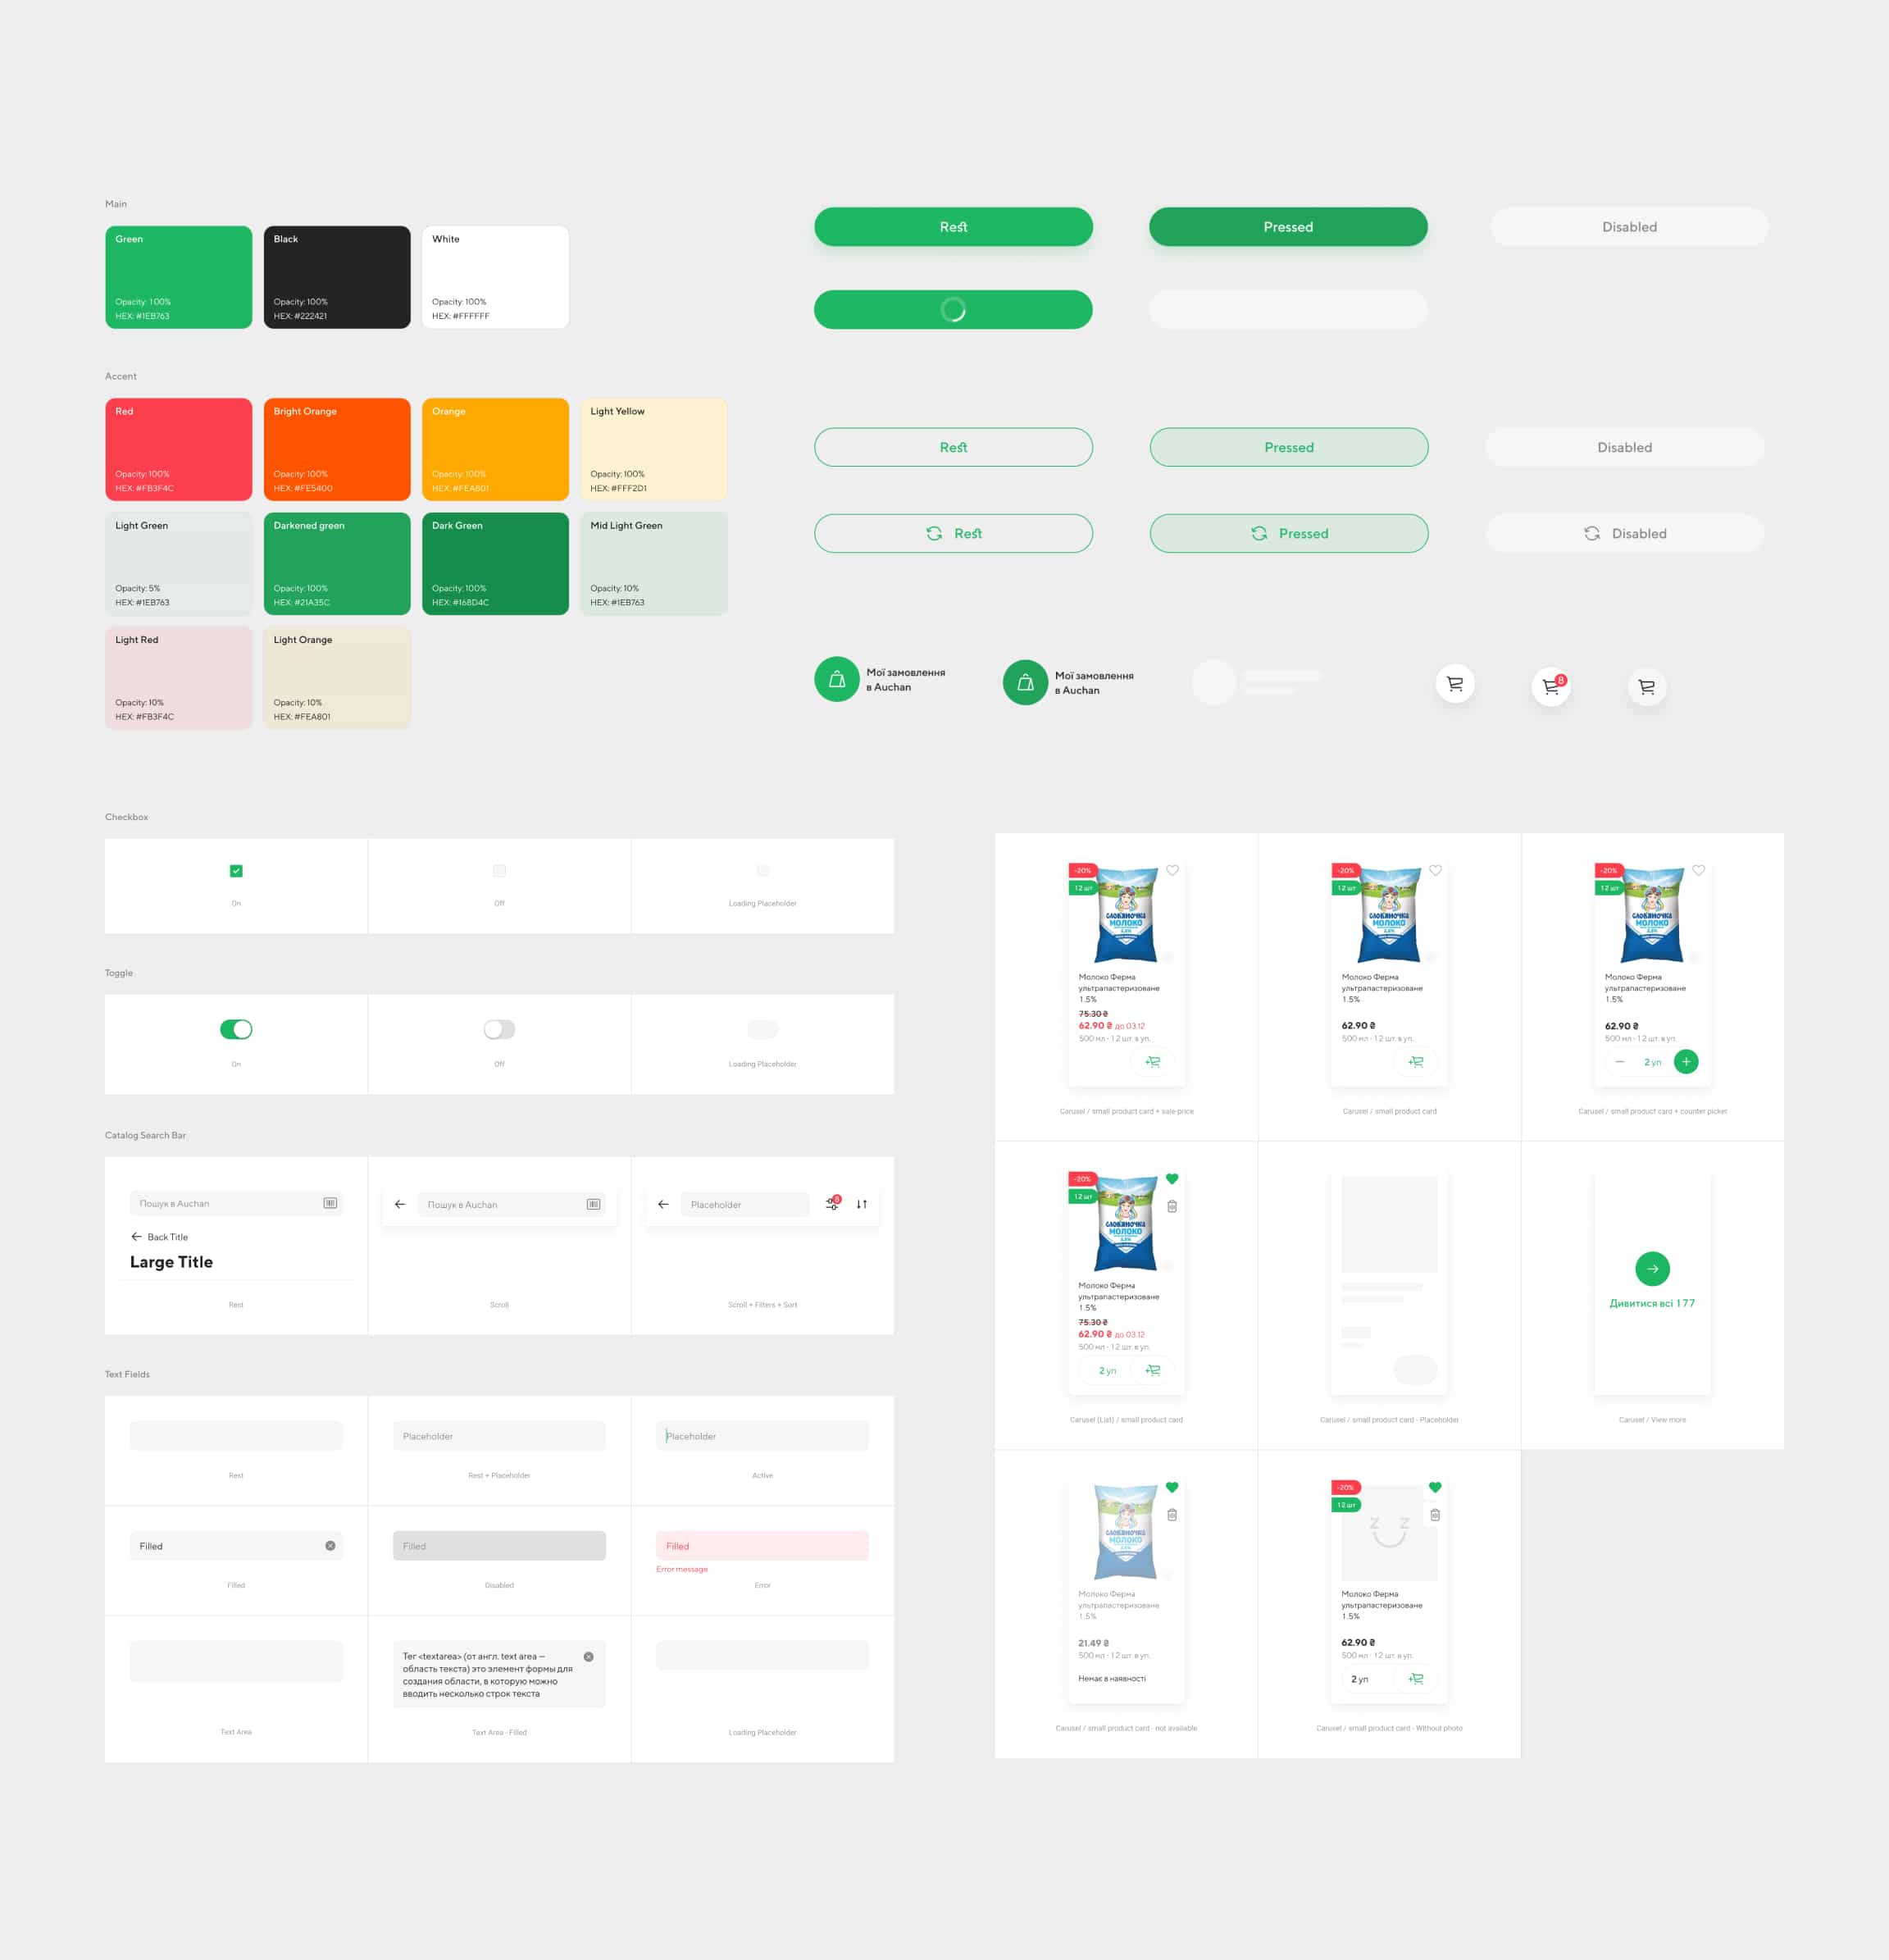 Main
Green
Opacity: 100%
HEX: #1EB763
Black
Opacity: 100%
HEX: #222421
White
Opacity: 100%
HEX: #FFFFFF
Accent
Red
Opacity: 100%
HEX: #FB3F4C
Bright Orange
Opacity: 100%
HEX: #FE5400
Orange
Opacity: 100%
HEX: #FEA801
Light Yellow
Opacity: 100%
HEX: #FFF2D1
Light Green
Opacity: 5%
HEX: #1EB763
Darkened green
Opacity: 100%
HEX: #21A35C
Dark Green
Opacity: 100%
HEX: #168D4C
Mid Light Green
Opacity: 10%
HEX: #1EB763
Light Red
Opacity: 10%
HEX: #FB3F4C
Light Orange
Opacity: 10%
HEX: #FEA801
Rest
Pressed
Disabled
Rest
Pressed
Disabled
Rest
Pressed
Disabled
Мої замовлення
в Auchan
Мої замовлення
в Auchan
8
Checkbox
On
Off
Loading Placeholder
Toggle
On
Off
Loading Placeholder
Catalog Search Bar
Пошук в Auchan
Back Title
Large Title
Rest
Пошук в Auchan
Scroll
Placeholder
8
Scroll + Filters + Sort
Text Fields
Rest
Placeholder
Rest + Placeholder
Placeholder
Active
Filled
Filled
Filled
Disabled
Filled
Error message
Error
Text Area
Тег <textarea> (от англ. text area —
область текста) это элемент формы для
создания области, в которую можно
вводить несколько строк текста
Text Area - Filled
Loading Placeholder
-20%
12 шт
СЛОВ'ЯНОЧКА
МОЛОКО
Молоко Ферма
ультрапастеризоване
1.5%
75.30 ₴
62.90 ₴ до 03.12
500 мл · 12 шт. в уп.
Carusel / small product card + sale price
-20%
12 шт
СЛОВ'ЯНОЧКА
МОЛОКО
Молоко Ферма
ультрапастеризоване
1.5%
62.90 ₴
500 мл · 12 шт. в уп.
Carusel / small product card
-20%
12 шт
СЛОВ'ЯНОЧКА
МОЛОКО
Молоко Ферма
ультрапастеризоване
1.5%
62.90 ₴
500 мл · 12 шт. в уп.
2 уп
Carusel / small product card + counter picker
-20%
12 шт
СЛОВ'ЯНОЧКА
МОЛОКО
Молоко Ферма
ультрапастеризоване
1.5%
75.30 ₴
62.90 ₴ до 03.12
500 мл · 12 шт. в уп.
2 уп
Carusel (List) / small product card
Carusel / small product card - Placeholder
Дивитися всі 177
Carusel / View more
СЛОВ'ЯНОЧКА
МОЛОКО
Молоко Ферма
ультрапастеризоване
1.5%
21.49 ₴
500 мл · 12 шт. в уп.
Немає в наявності
Carusel / small product card - not available
-20%
12 шт
Z Z
Молоко Ферма
ультрапастеризоване
1.5%
62.90 ₴
500 мл · 12 шт. в уп.
2 уп
Carusel / small product card - Without photo